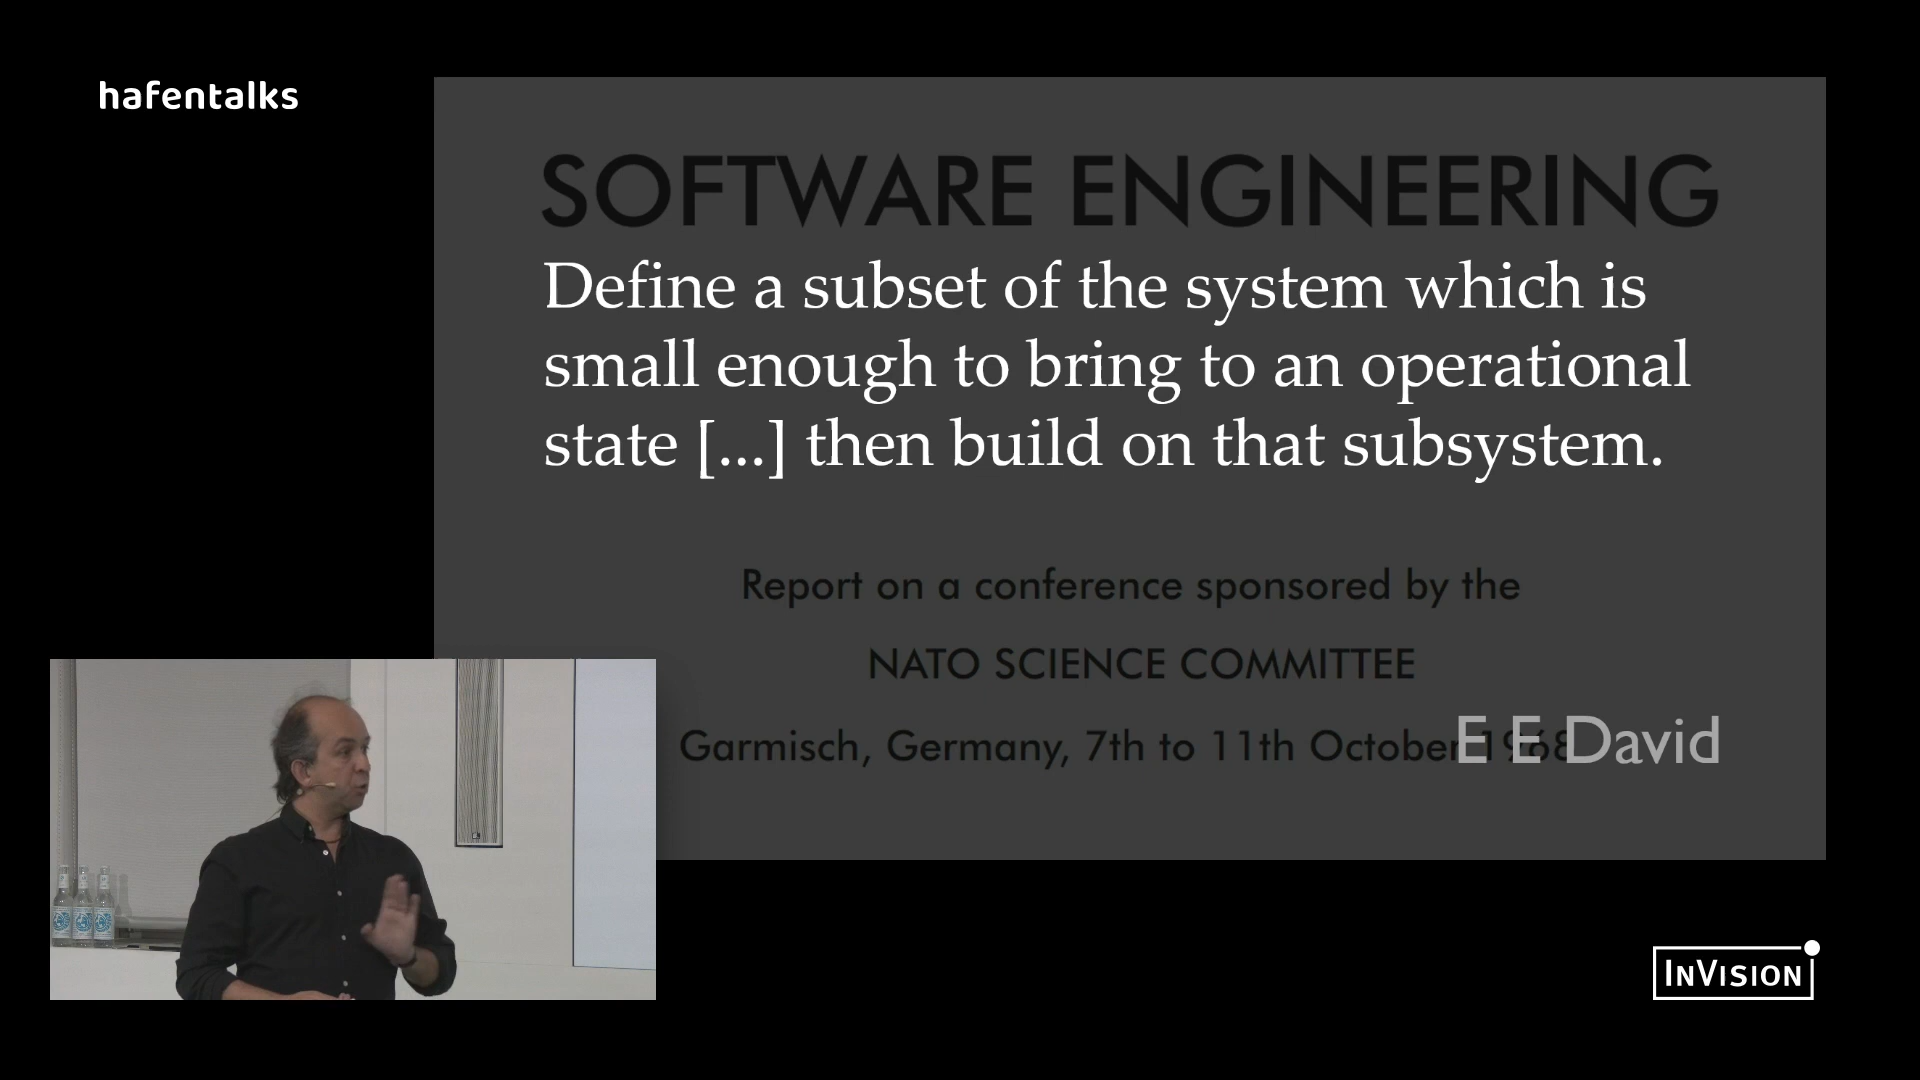 hafentalks
SOFTWARE ENGINEERING
Define a subset of the system which is
small enough to bring to an operational
state [...] then build on that subsystem.
Report on a conference sponsored by the
NATO SCIENCE COMMITTEE
Garmisch, Germany, 7th to 11th October 1968
E E David
INVISION